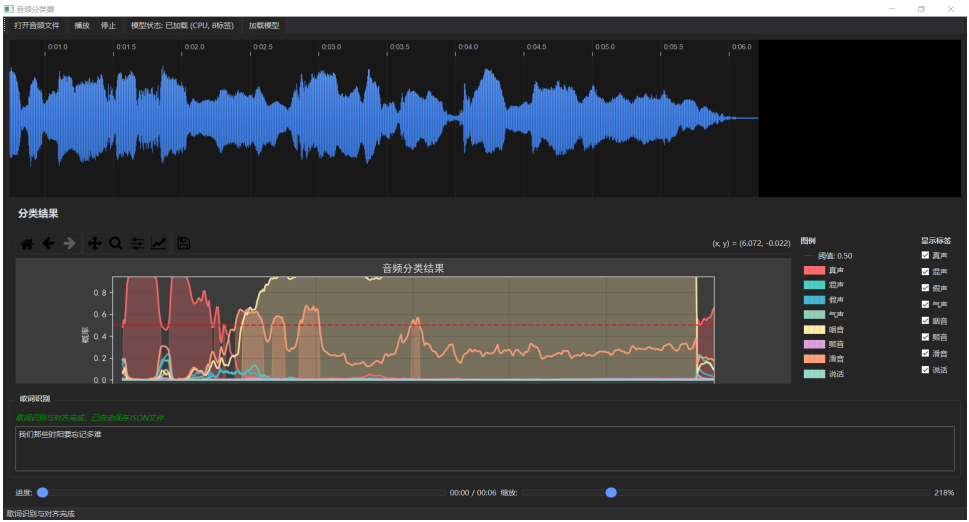 音频分类器
打开音频文件 播放 停止 模型状态: 已加载 (CPU, 8标签) 加载模型
0:01.0 0:01.5 0:02.0 0:02.5 0:03.0 0:03.5 0:04.0 0:04.5 0:05.0 0:05.5 0:06.0
分类结果
(x, y) = (6.072, -0.022)
音频分类结果
概率
0.8
0.6
0.4
0.2
0.0
图例
阈值: 0.50
真声
混声
假声
气声
咽音
颤音
滑音
说话
显示标签
真声
混声
假声
气声
咽音
颤音
滑音
说话
歌词识别
歌词识别与对齐完成，已自动保存JSON文件
我们那些时阳要忘记多难
进度: 00:00 / 00:06 缩放: 218%
歌词识别与对齐完成